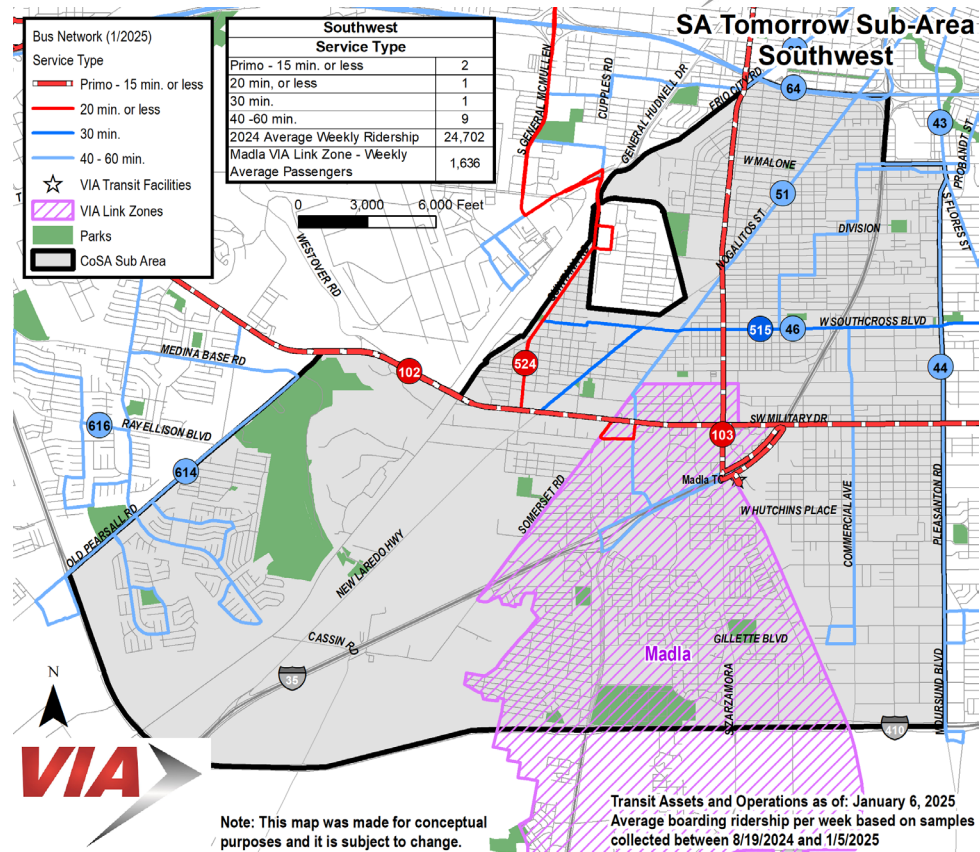 SA Tomorrow Sub-Area
Southwest
Bus Network (1/2025)
Service Type
Primo - 15 min. or less
20 min. or less
30 min.
40 - 60 min.
VIA Transit Facilities
VIA Link Zones
Parks
CoSA Sub Area
Southwest
Service Type
Primo - 15 min. or less 2
20 min, or less 1
30 min. 1
40 -60 min. 9
2024 Average Weekly Ridership 24,702
Madla VIA Link Zone - Weekly
Average Passengers 1,636
0 3,000 6,000 Feet
S GENERAL MCMULLEN
CUPPLES RD
GENERAL HUDNELL DR
FRIO CITY RD
64
43
PROBANDT ST
W MALONE
51
S FLORES ST
NOGALITOS ST
DIVISION
WESTOVER RD
QUINTANA RD
515
46
W SOUTHCROSS BLVD
MEDINA BASE RD
102
524
44
616
RAY ELLISON BLVD
SW MILITARY DR
103
614
Madla TC
SOMERSET RD
W HUTCHINS PLACE
COMMERCIAL AVE
PLEASANTON RD
OLD PEARSALL RD
NEW LAREDO HWY
CASSIN RD
GILLETTE BLVD
Madla
35
S ZARZAMORA
MOURSUND BLVD
410
N
VIA
Note: This map was made for conceptual
purposes and it is subject to change.
Transit Assets and Operations as of: January 6, 2025
Average boarding ridership per week based on samples
collected between 8/19/2024 and 1/5/2025